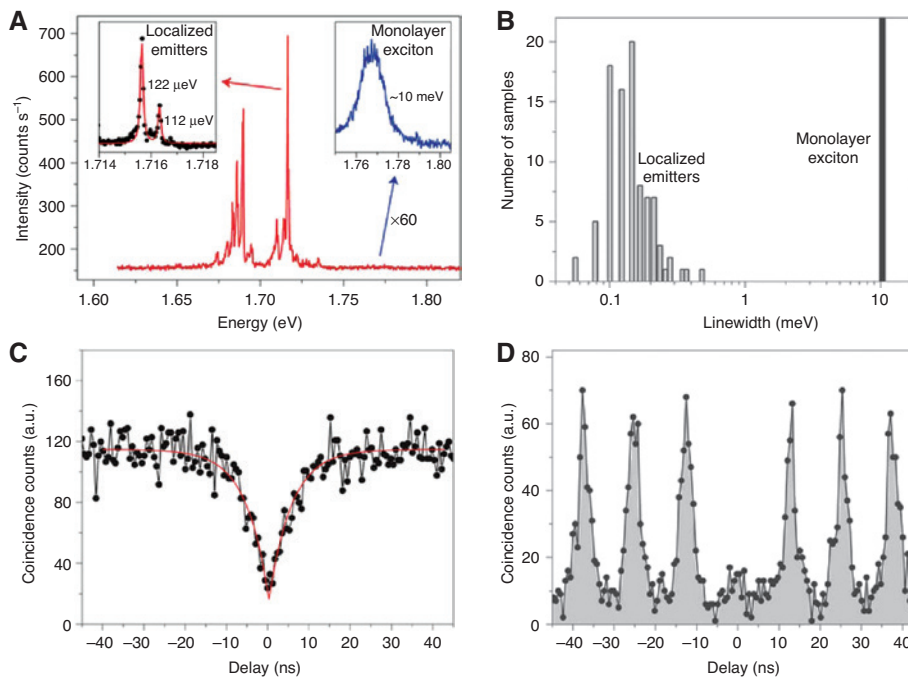 A
700
600
500
400
300
200
Intensity (counts s⁻¹)
1.60
1.65
1.70
1.75
1.80
Energy (eV)
Localized
emitters
122 μeV
112 μeV
1.714
1.716
1.718
Monolayer
exciton
~10 meV
1.76
1.78
1.80
×60
B
20
15
10
5
0
Number of samples
Localized
emitters
Monolayer
exciton
0.1
1
10
Linewidth (meV)
C
160
120
80
40
0
Coincidence counts (a.u.)
−40
−30
−20
−10
0
10
20
30
40
Delay (ns)
D
80
60
40
20
0
Coincidence counts (a.u.)
−40
−30
−20
−10
0
10
20
30
40
Delay (ns)